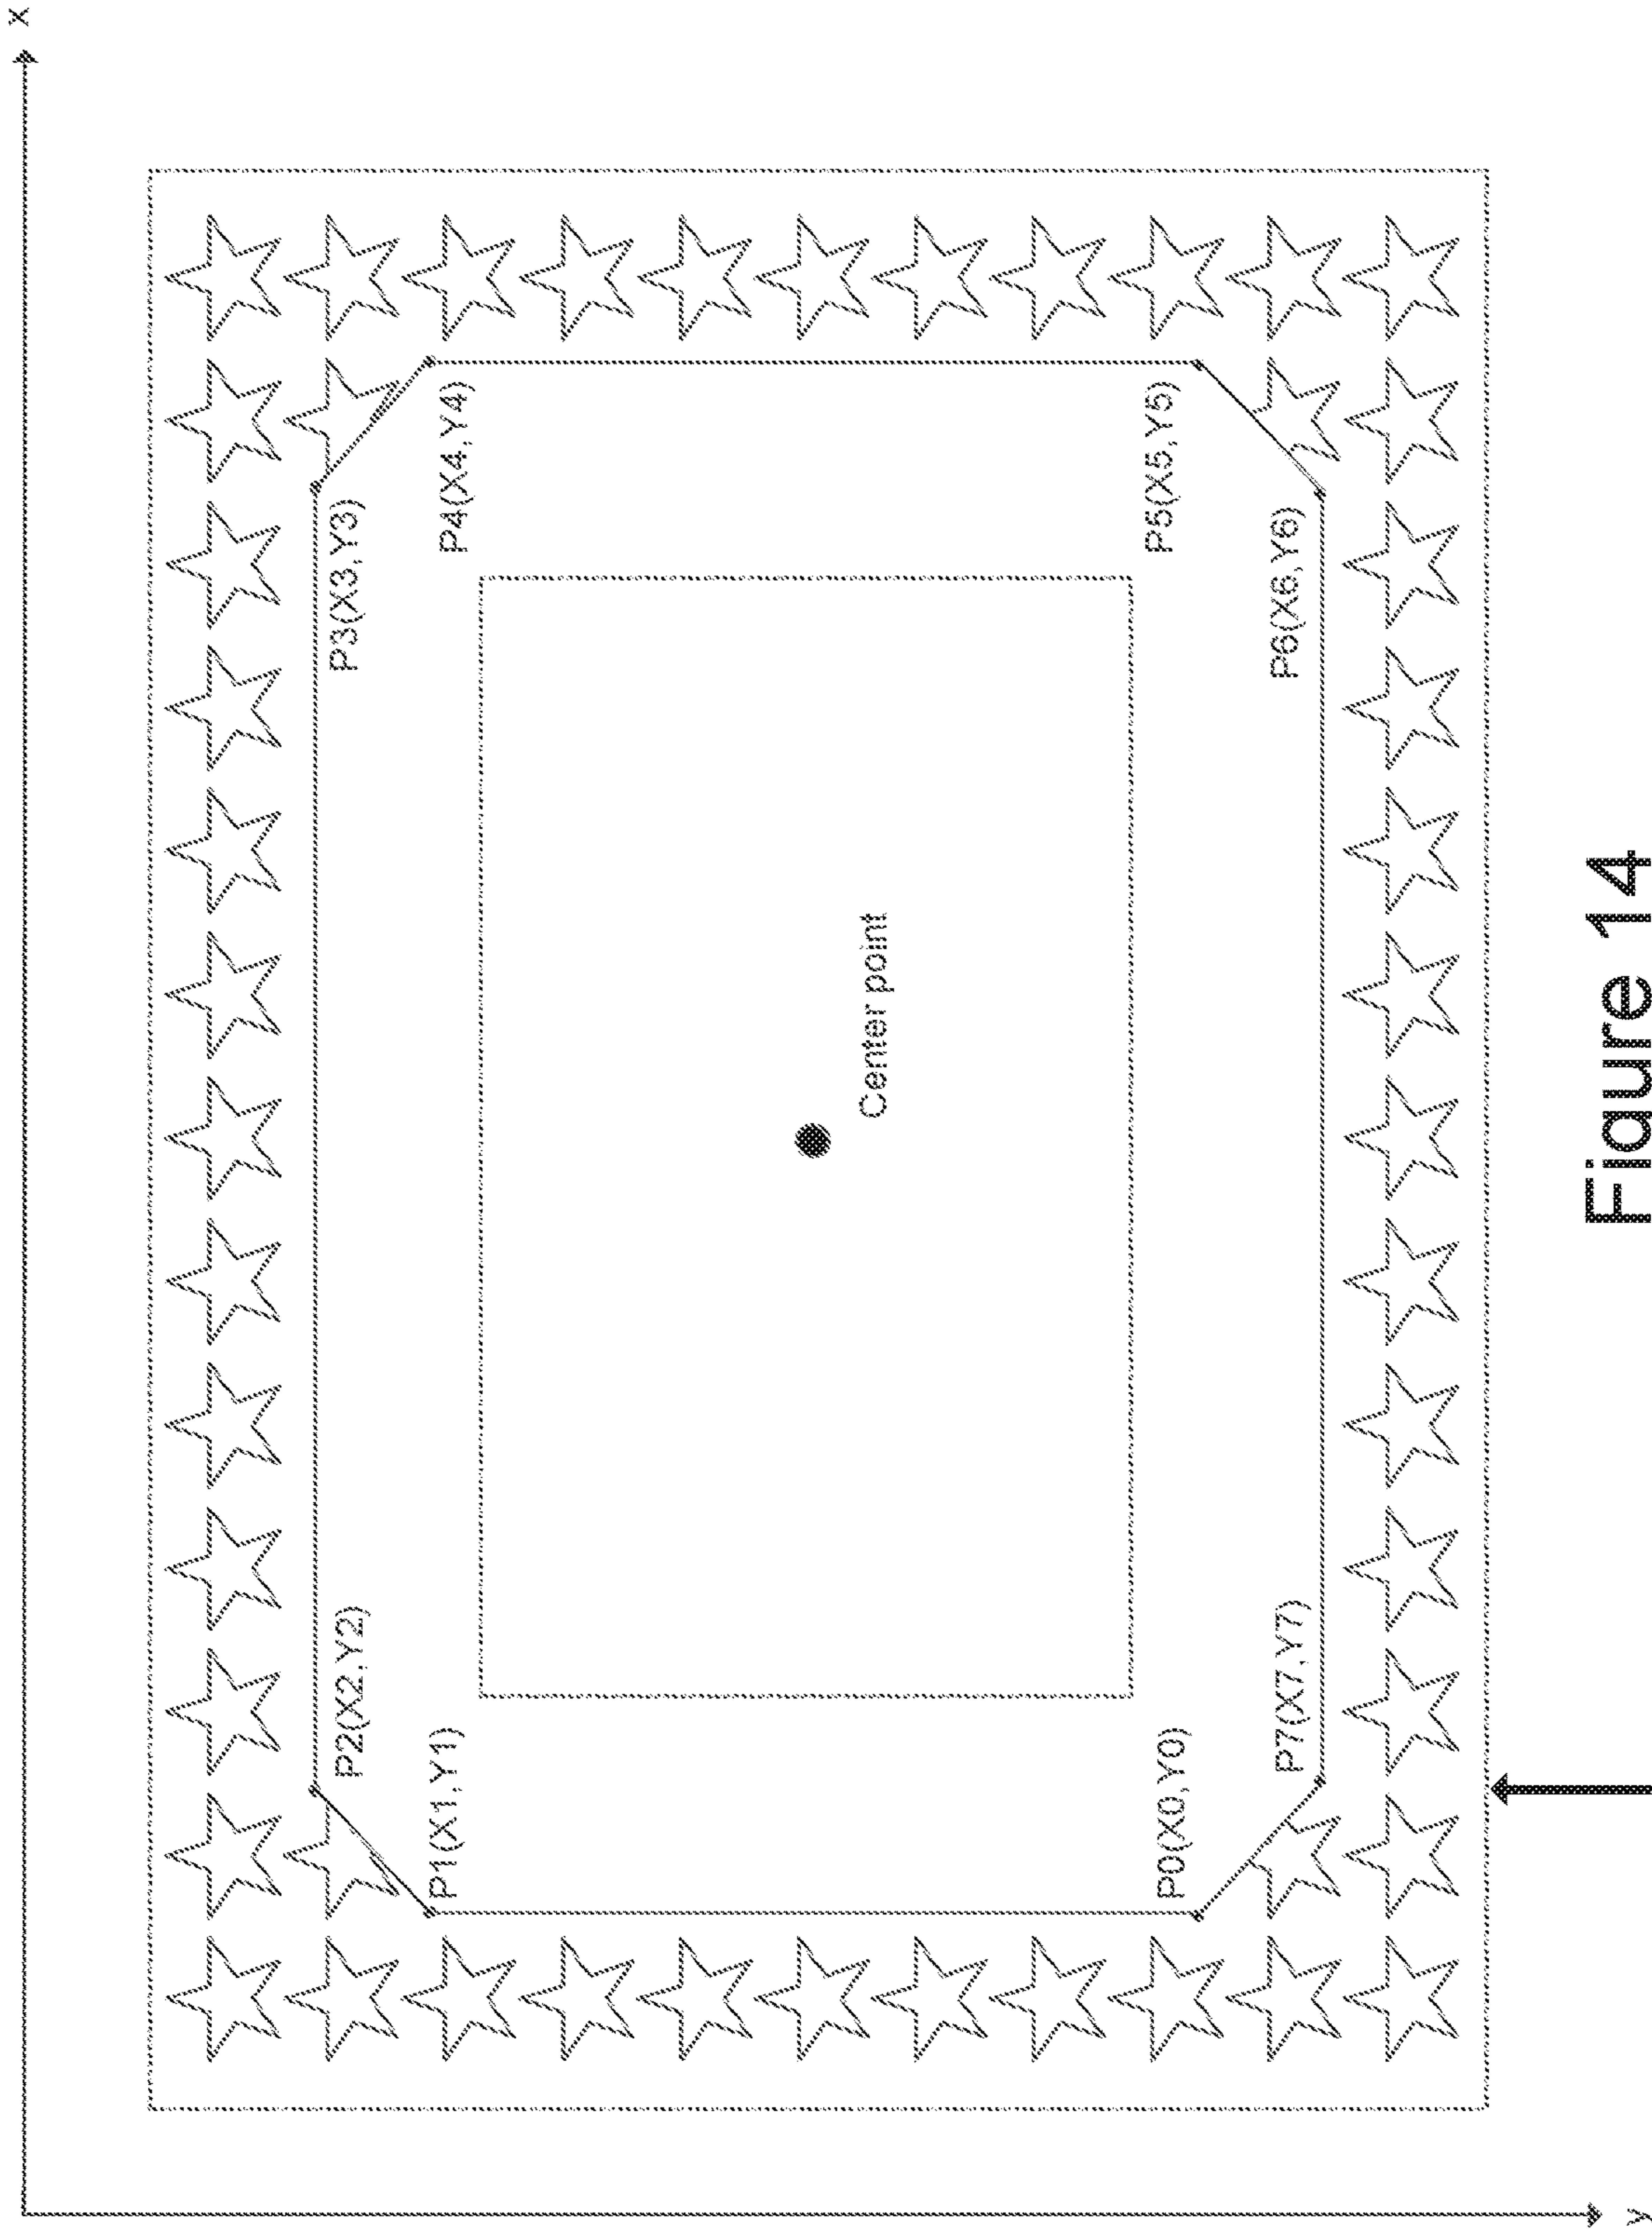 x
P2(X2,Y2)
P3(X3,Y3)
P1(X1,Y1)
P4(X4,Y4)
Center point
P0(X0,Y0)
P5(X5,Y5)
P7(X7,Y7)
P6(X6,Y6)
y
Figure 14